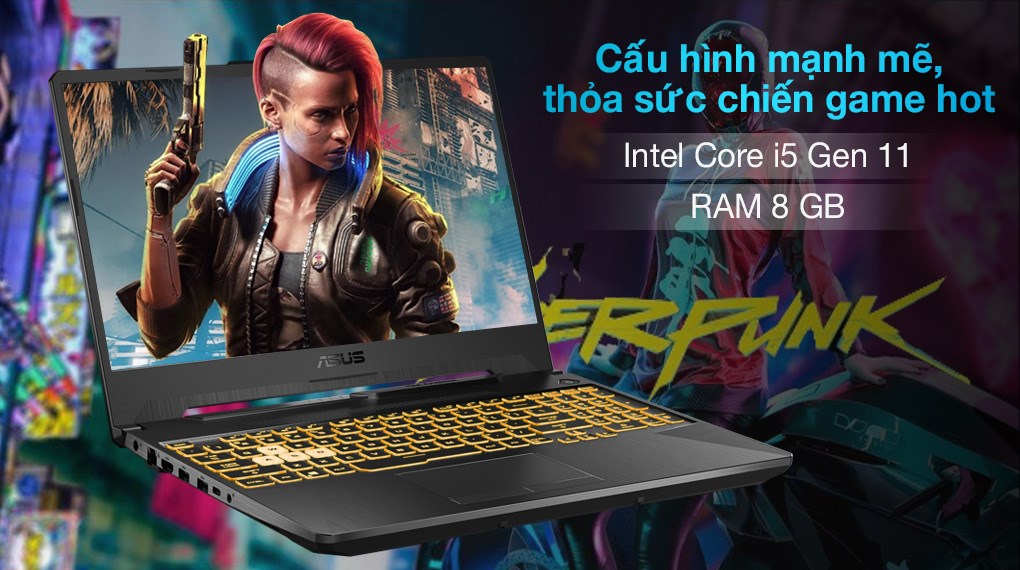 Cấu hình mạnh mẽ,
thỏa sức chiến game hot
Intel Core i5 Gen 11
RAM 8 GB
ERPUNK
ASUS